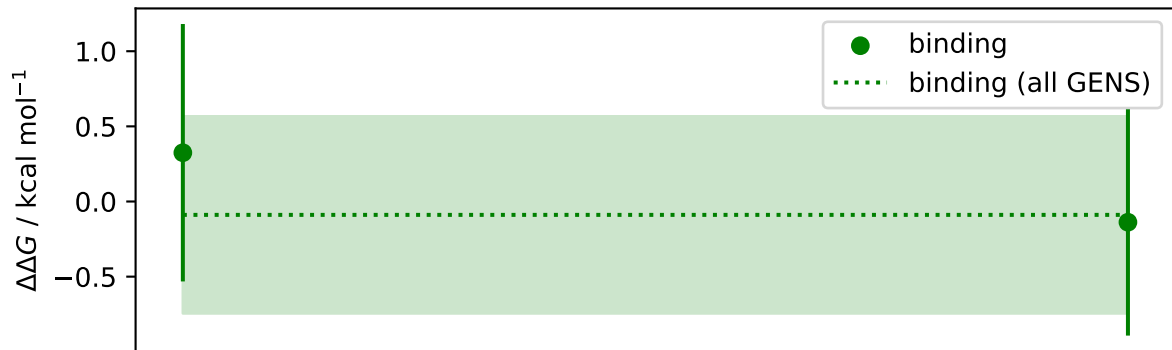 binding
binding (all GENS)
1.0
0.5
0.0
−0.5
ΔΔG / kcal mol⁻¹